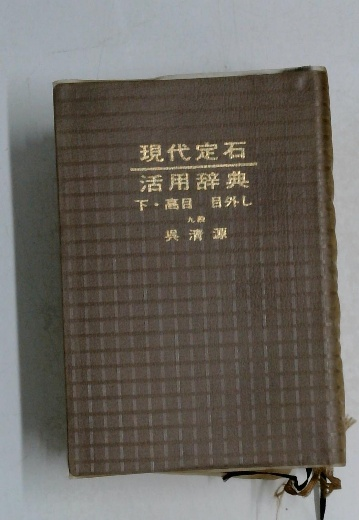 現代定石
活用辞典
下・高目 目外し
九段
呉清源